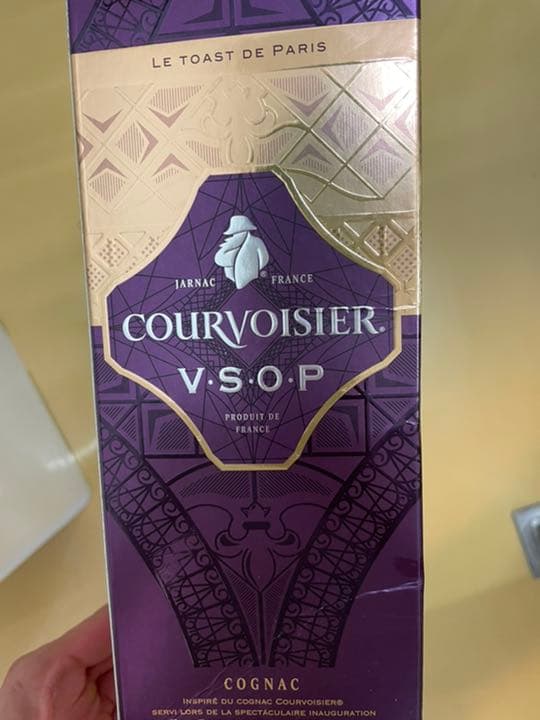 LE TOAST DE PARIS
JARNAC ® FRANCE
COURVOISIER®
V·S·O·P
PRODUIT DE
FRANCE
COGNAC
INSPIRÉ DU COGNAC COURVOISIER®
SERVI LORS DE LA SPECTACULAIRE INAUGURATION